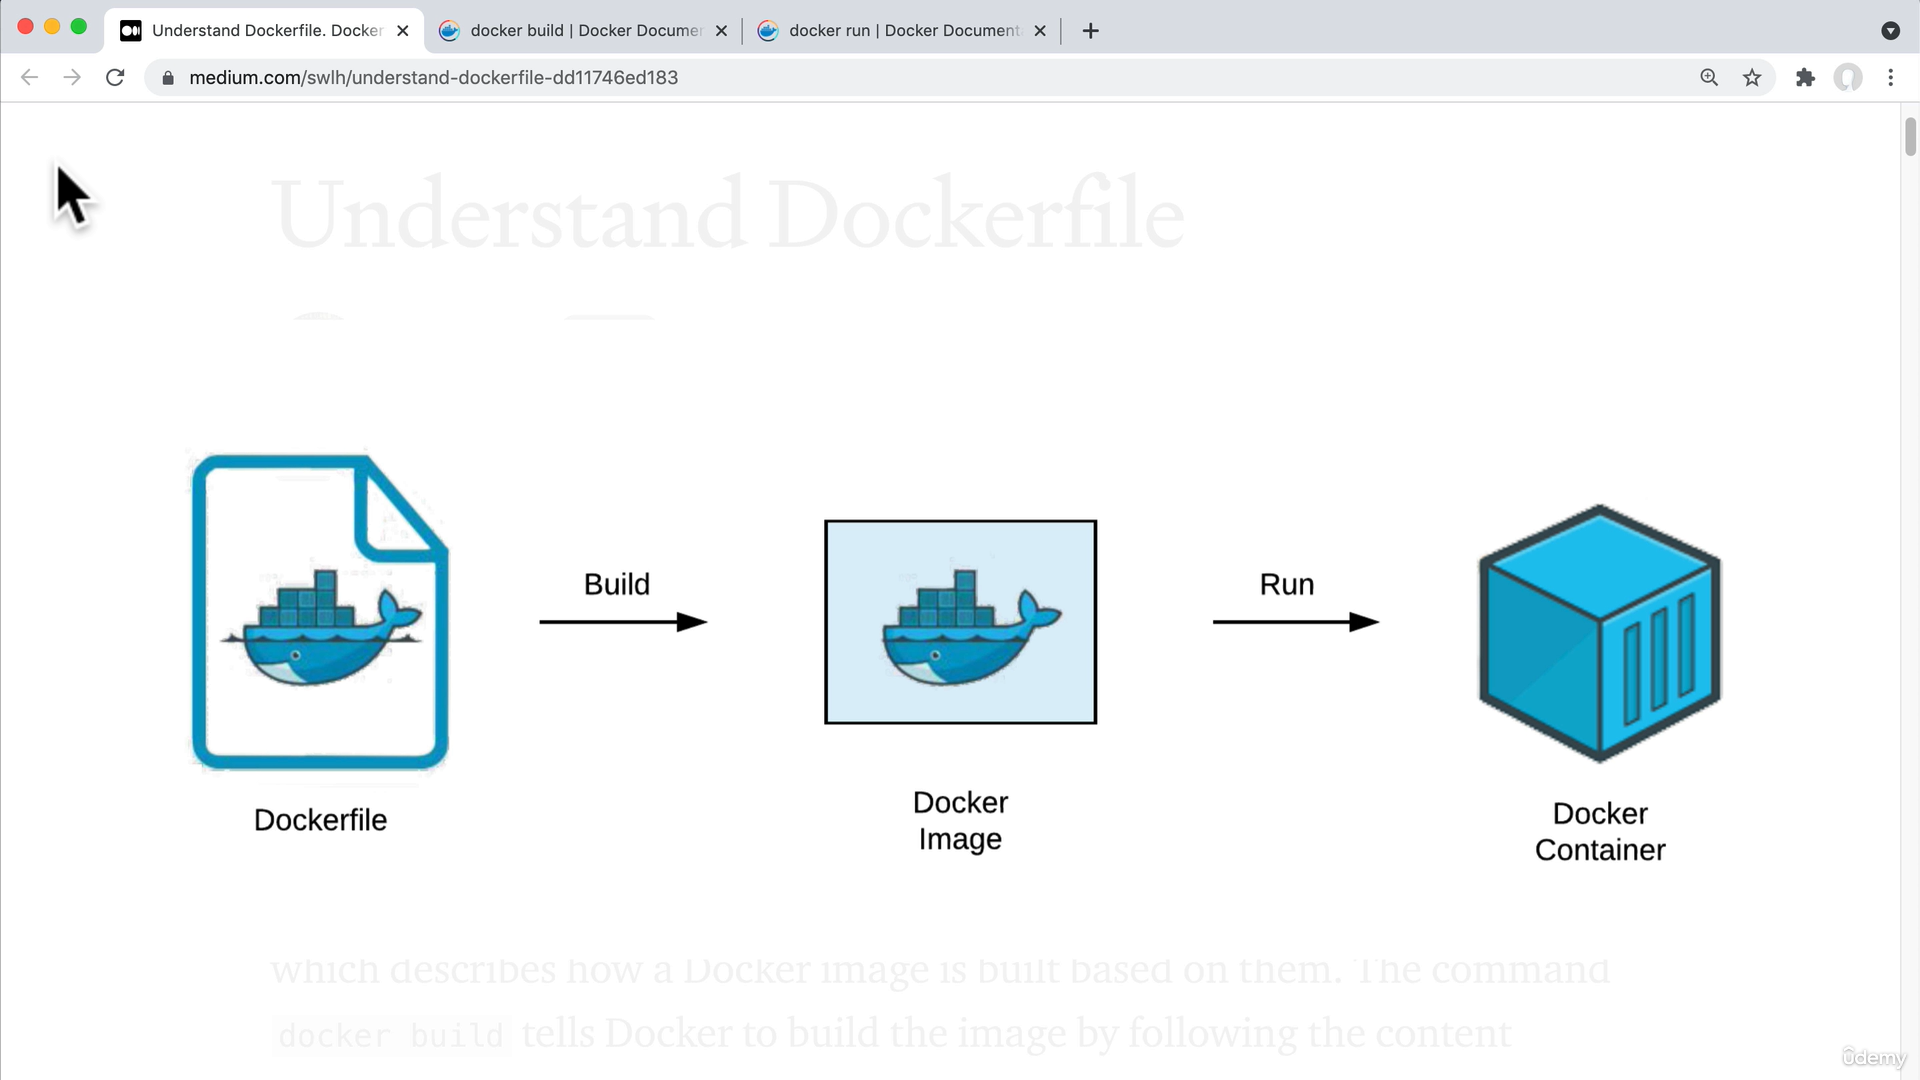 Understand Dockerfile. Docker
docker build | Docker Documen
docker run | Docker Document
medium.com/swlh/understand-dockerfile-dd11746ed183
Understand Dockerfile
Build
Run
Dockerfile
Docker
Image
Docker
Container
which describes how a Docker image is built based on them. The command
docker build tells Docker to build the image by following the content
ûdemy